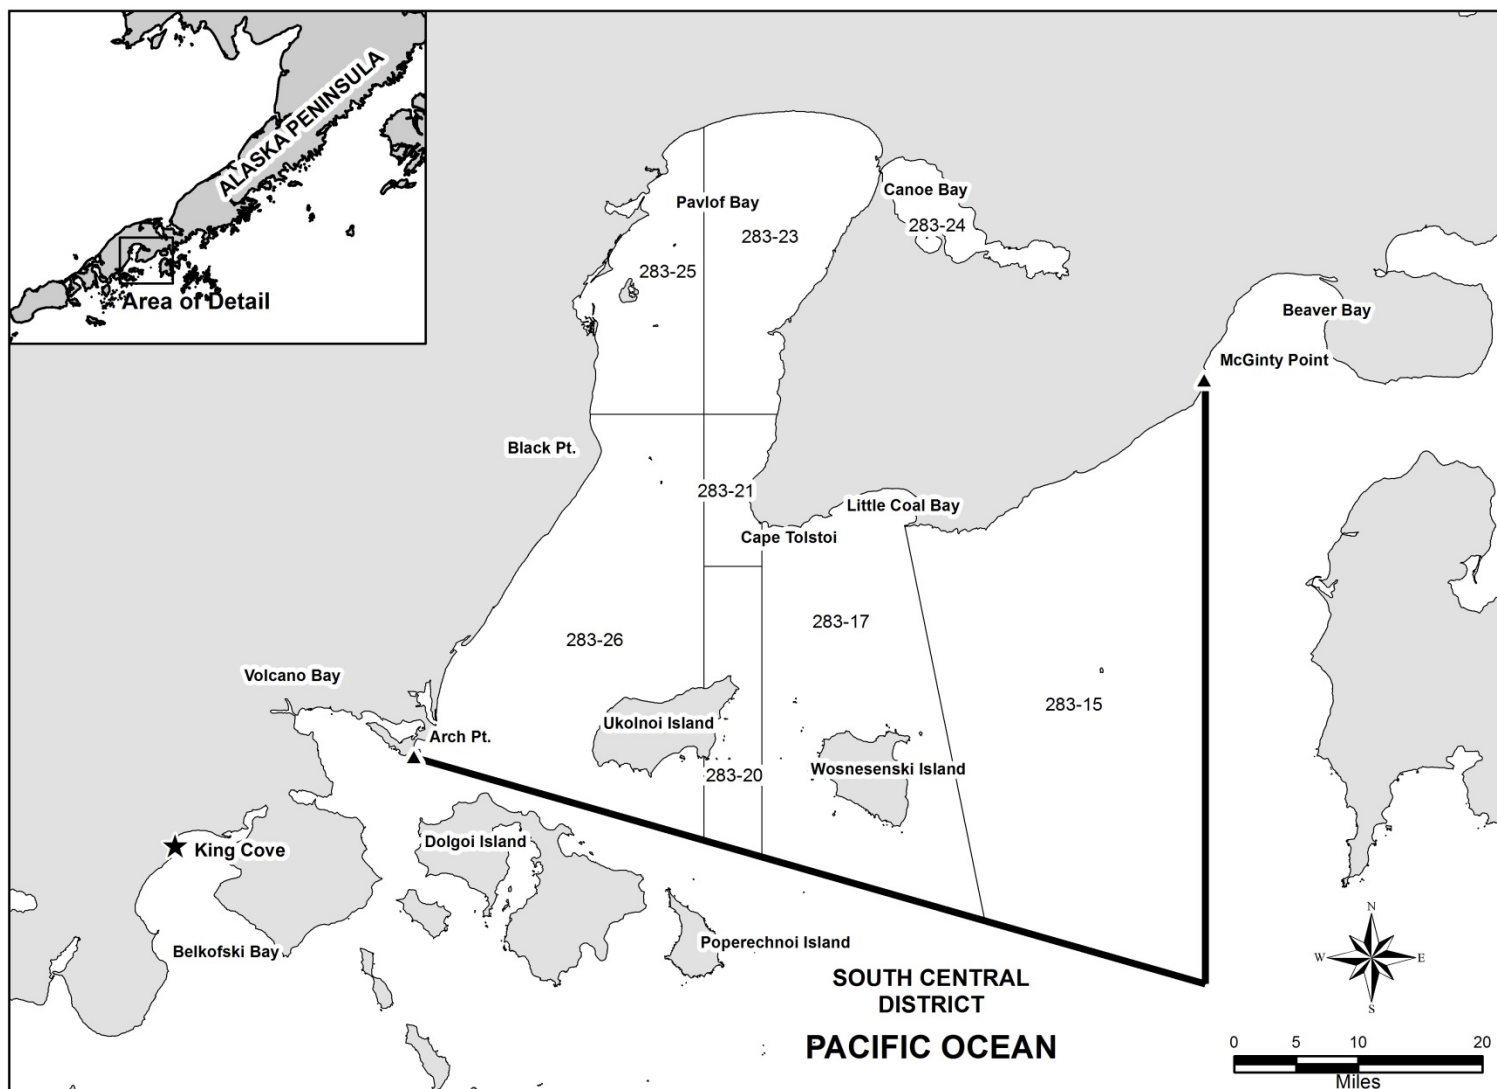 ALASKA PENINSULA
Area of Detail
Pavlof Bay
Canoe Bay
283-24
283-23
283-25
Beaver Bay
McGinty Point
Black Pt.
283-21
Little Coal Bay
Cape Tolstoi
283-17
283-26
Volcano Bay
283-15
Ukolnoi Island
Arch Pt.
Wosnesenski Island
283-20
Dolgoi Island
King Cove
Poperechnoi Island
Belkofski Bay
SOUTH CENTRAL
DISTRICT
PACIFIC OCEAN
N
W E
S
0 5 10 20
Miles